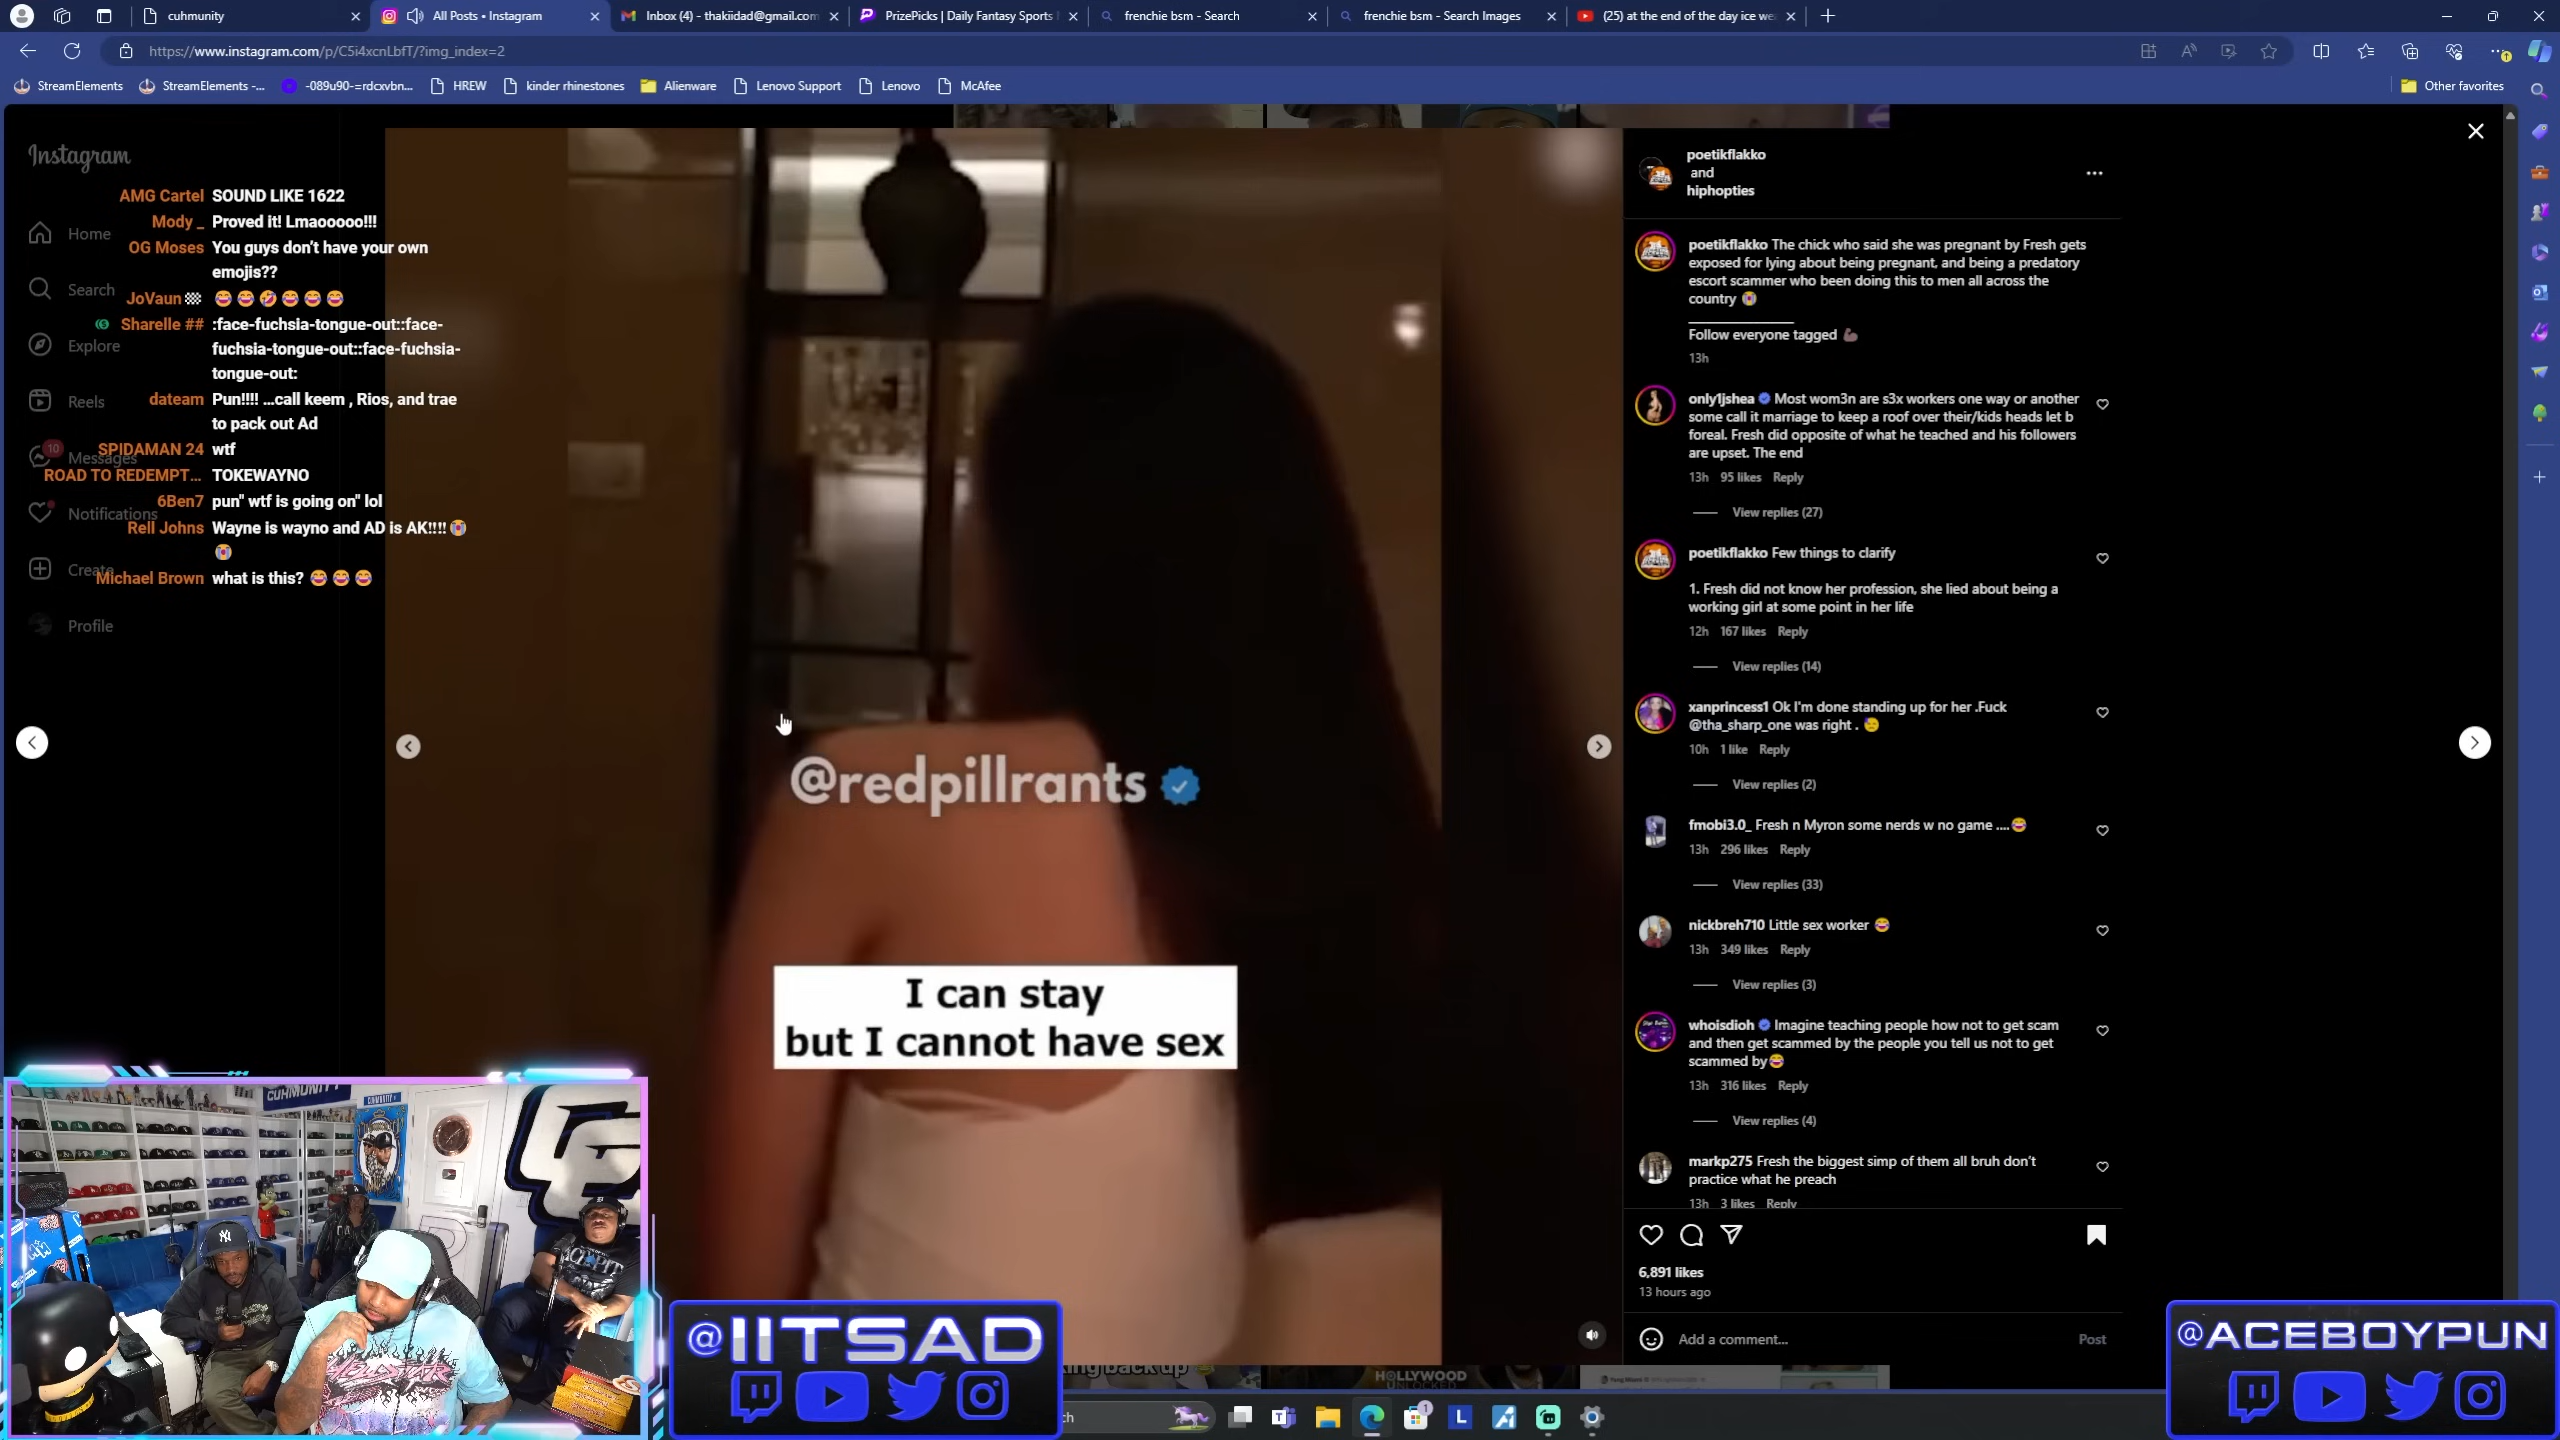 cuhmunity
All Posts • Instagram
Inbox (4) - thakiidad@gmail.com
PrizePicks | Daily Fantasy Sports
frenchie bsm - Search
frenchie bsm - Search Images
(25) at the end of the day ice we
https://www.instagram.com/p/C5i4xcnLbfT/?img_index=2
StreamElements
StreamElements -...
-089u90-=rdcxvbn...
HREW
kinder rhinestones
Alienware
Lenovo Support
Lenovo
McAfee
Other favorites
Instagram
Home
Search
Explore
Reels
10
Messages
Notifications
Create
Profile
AMG Cartel SOUND LIKE 1622
Mody _ Proved it! Lmaooooo!!!
OG Moses You guys don't have your own
emojis??
JoVaun🏁 😂😂🤣😂😂😂
Sharelle ## :face-fuchsia-tongue-out::face-
fuchsia-tongue-out::face-fuchsia-
tongue-out:
dateam Pun!!!! ...call keem , Rios, and trae
to pack out Ad
SPIDAMAN 24 wtf
ROAD TO REDEMPT... TOKEWAYNO
6Ben7 pun" wtf is going on" lol
Rell Johns Wayne is wayno and AD is AK!!!! 😭
😭
Michael Brown what is this? 😂😂😂
@redpillrants
I can stay
but I cannot have sex
poetikflakko
and
hiphopties
poetikflakko The chick who said she was pregnant by Fresh gets
exposed for lying about being pregnant, and being a predatory
escort scammer who been doing this to men all across the
country 😭
Follow everyone tagged 💪🏿
13h
only1jshea Most wom3n are s3x workers one way or another
some call it marriage to keep a roof over their/kids heads let b
foreal. Fresh did opposite of what he teached and his followers
are upset. The end
13h 95 likes Reply
View replies (27)
poetikflakko Few things to clarify
1. Fresh did not know her profession, she lied about being a
working girl at some point in her life
12h 167 likes Reply
View replies (14)
xanprincess1 Ok I'm done standing up for her .Fuck
@tha_sharp_one was right . 😓
10h 1 like Reply
View replies (2)
fmobi3.0_ Fresh n Myron some nerds w no game ....😂
13h 296 likes Reply
View replies (33)
nickbreh710 Little sex worker 😂
13h 349 likes Reply
View replies (3)
whoisdioh Imagine teaching people how not to get scam
and then get scammed by the people you tell us not to get
scammed by😂
13h 316 likes Reply
View replies (4)
markp275 Fresh the biggest simp of them all bruh don't
practice what he preach
13h 3 likes Reply
6,891 likes
13 hours ago
Add a comment...
Post
CUHMUNITY
@IITSAD
@ACEBOYPUN
king back up
HOLLYWOOD
UNLOCKED
ch
1